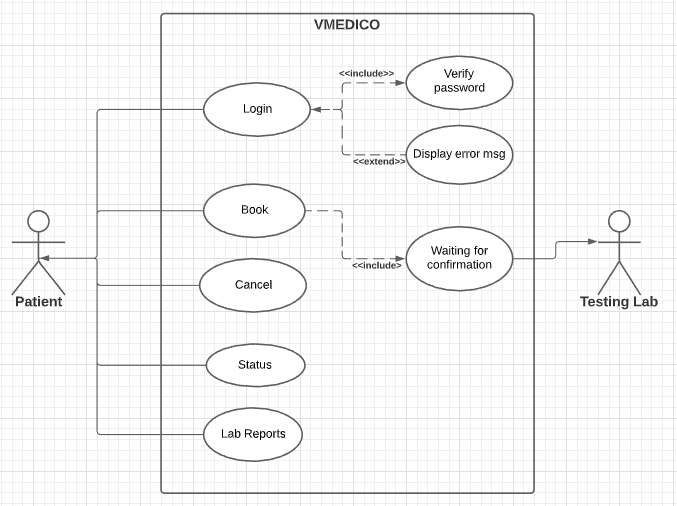 VMEDICO
<<include>>
Verify
password
Login
Display error msg
<<extend>>
Book
Waiting for
confirmation
<<include>
Cancel
Patient
Testing Lab
Status
Lab Reports